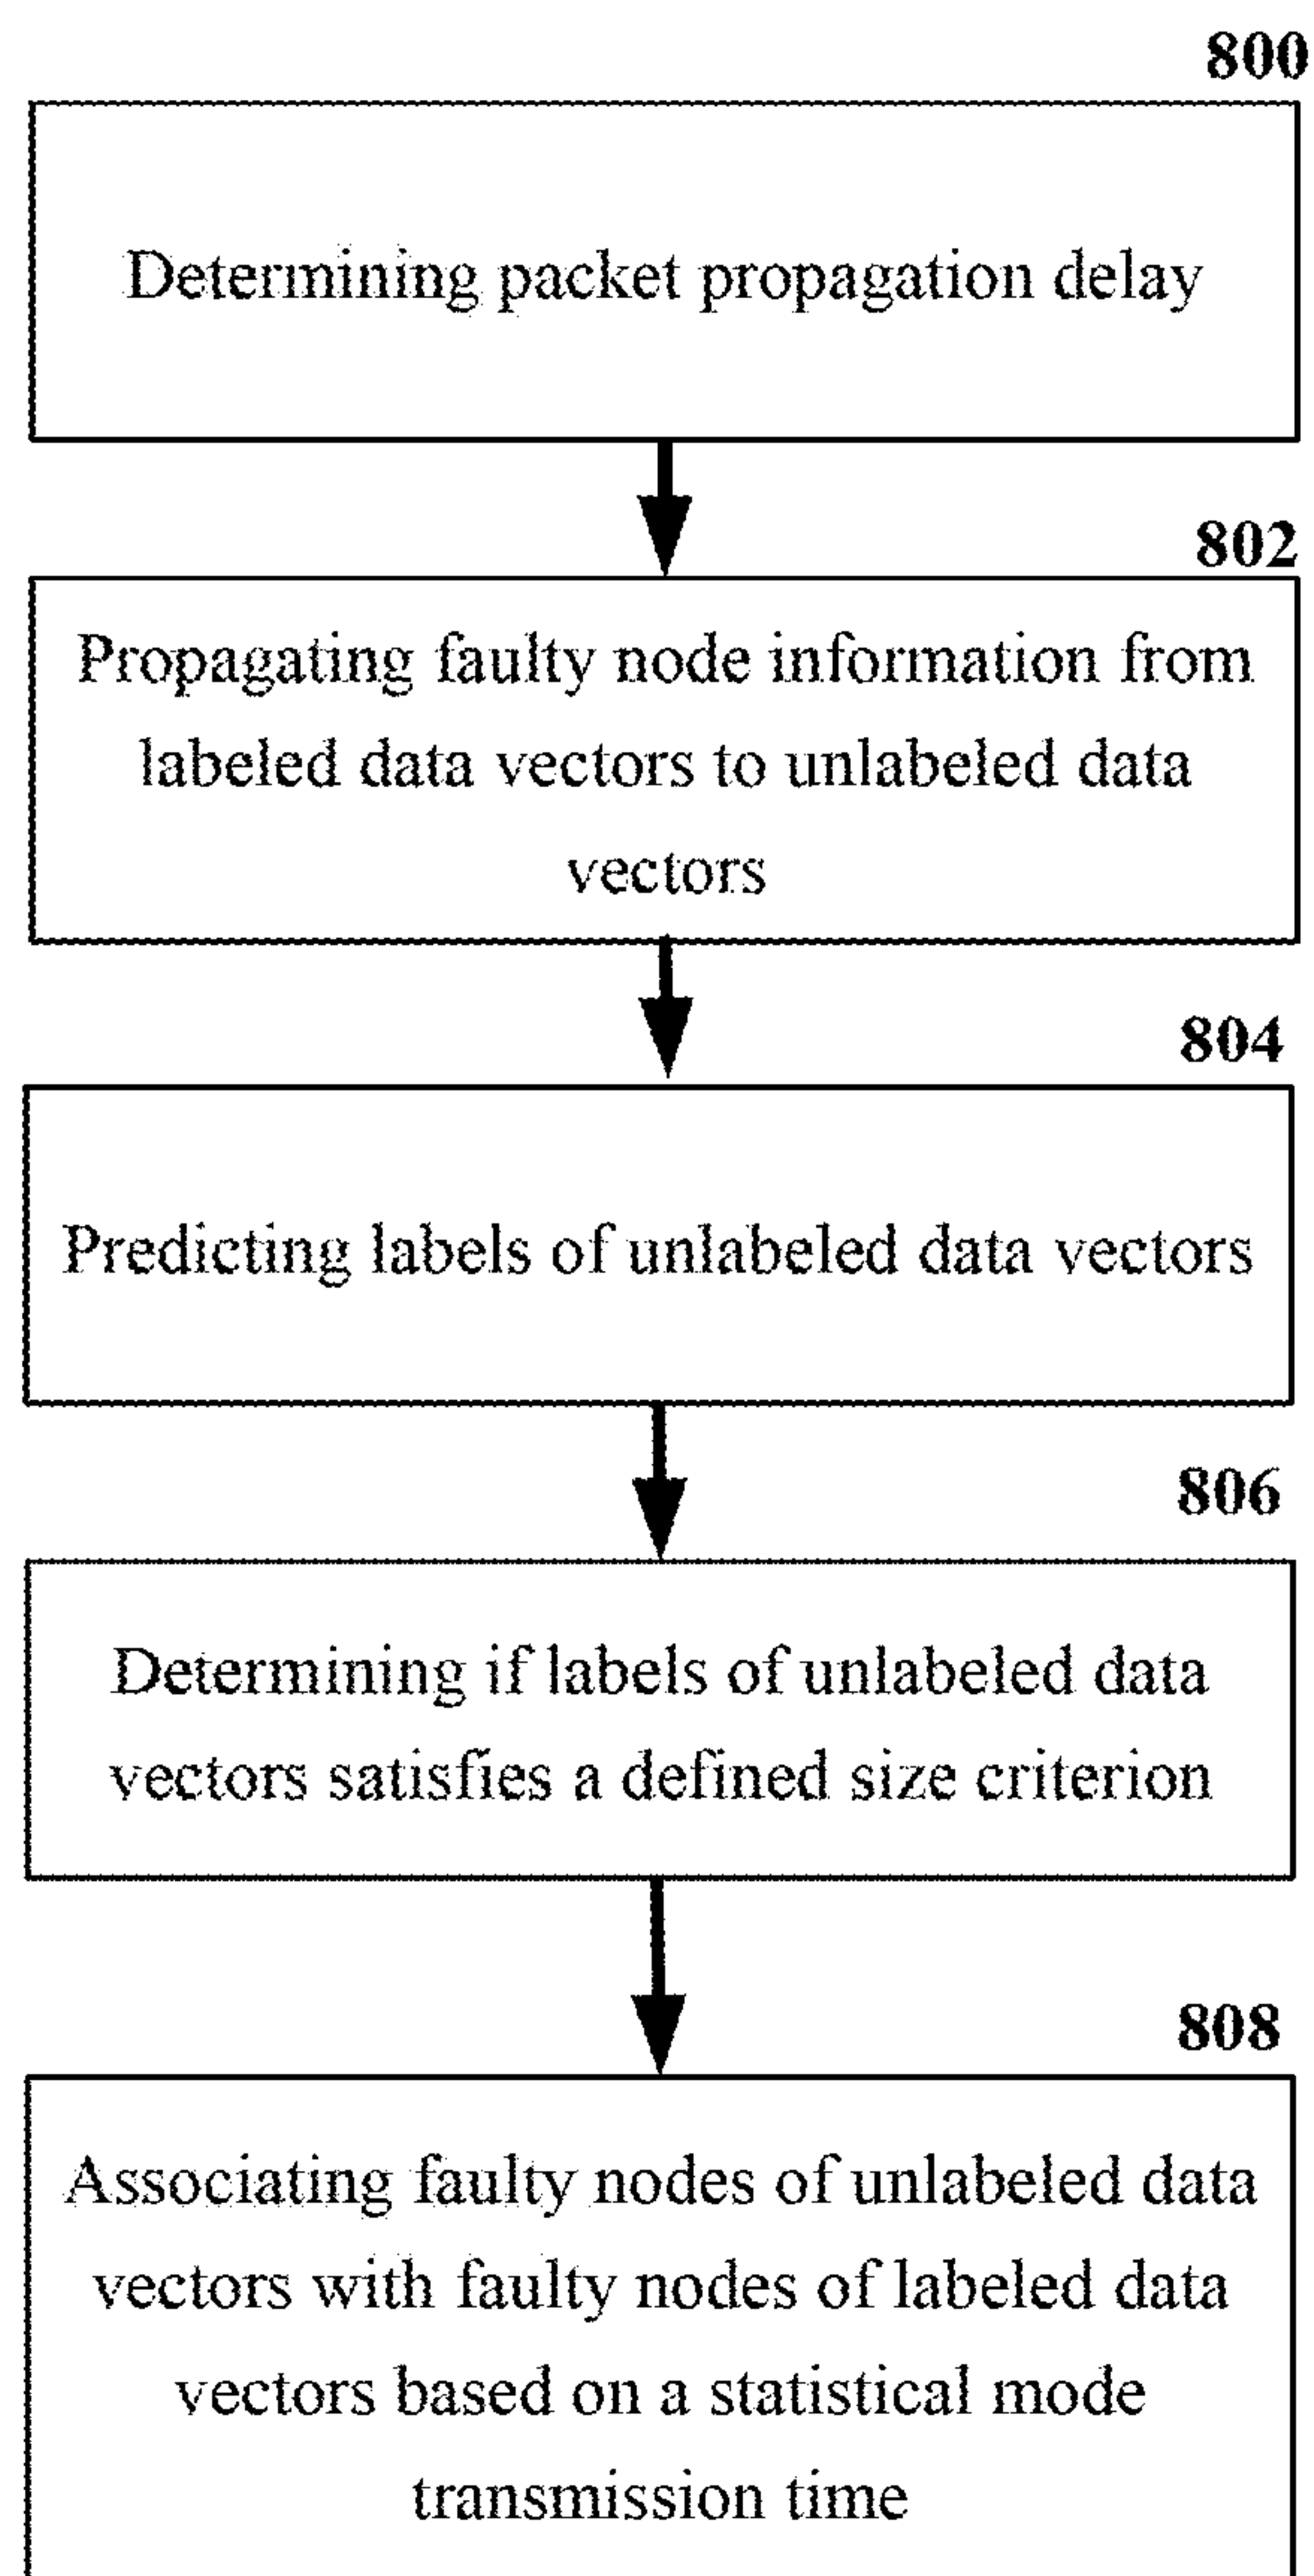 800
Determining packet propagation delay
802
Propagating faulty node information from
labeled data vectors to unlabeled data
vectors
804
Predicting labels of unlabeled data vectors
806
Determining if labels of unlabeled data
vectors satisfies a defined size criterion
808
Associating faulty nodes of unlabeled data
vectors with faulty nodes of labeled data
vectors based on a statistical mode
transmission time